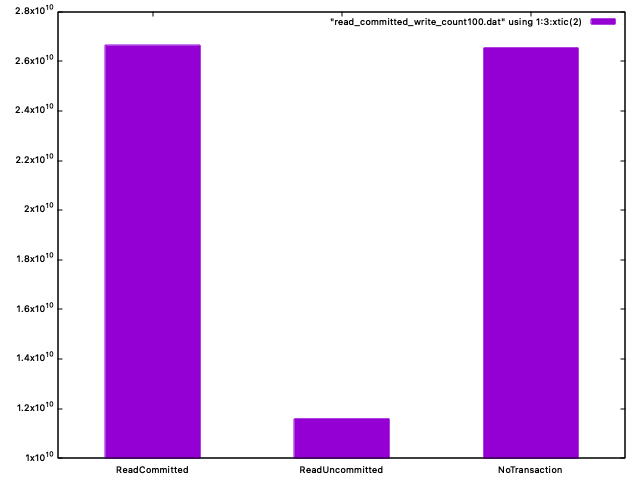 "read_committed_write_count100.dat" using 1:3:xtic(2)
2.8x10^10
2.6x10^10
2.4x10^10
2.2x10^10
2x10^10
1.8x10^10
1.6x10^10
1.4x10^10
1.2x10^10
1x10^10
ReadCommitted ReadUncommitted NoTransaction